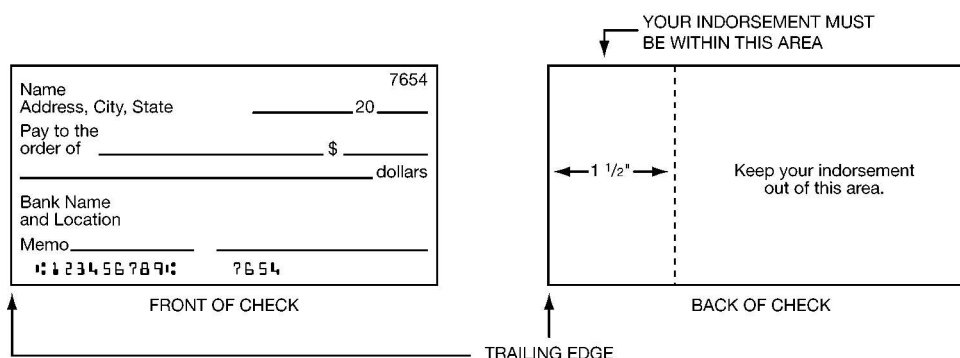 YOUR INDORSEMENT MUST
BE WITHIN THIS AREA
7654
Name
Address, City, State 20
Pay to the
order of $
dollars
Bank Name
and Location
Memo
⑆123456789⑆ 7654
FRONT OF CHECK
1 1/2"
Keep your indorsement
out of this area.
BACK OF CHECK
TRAILING EDGE